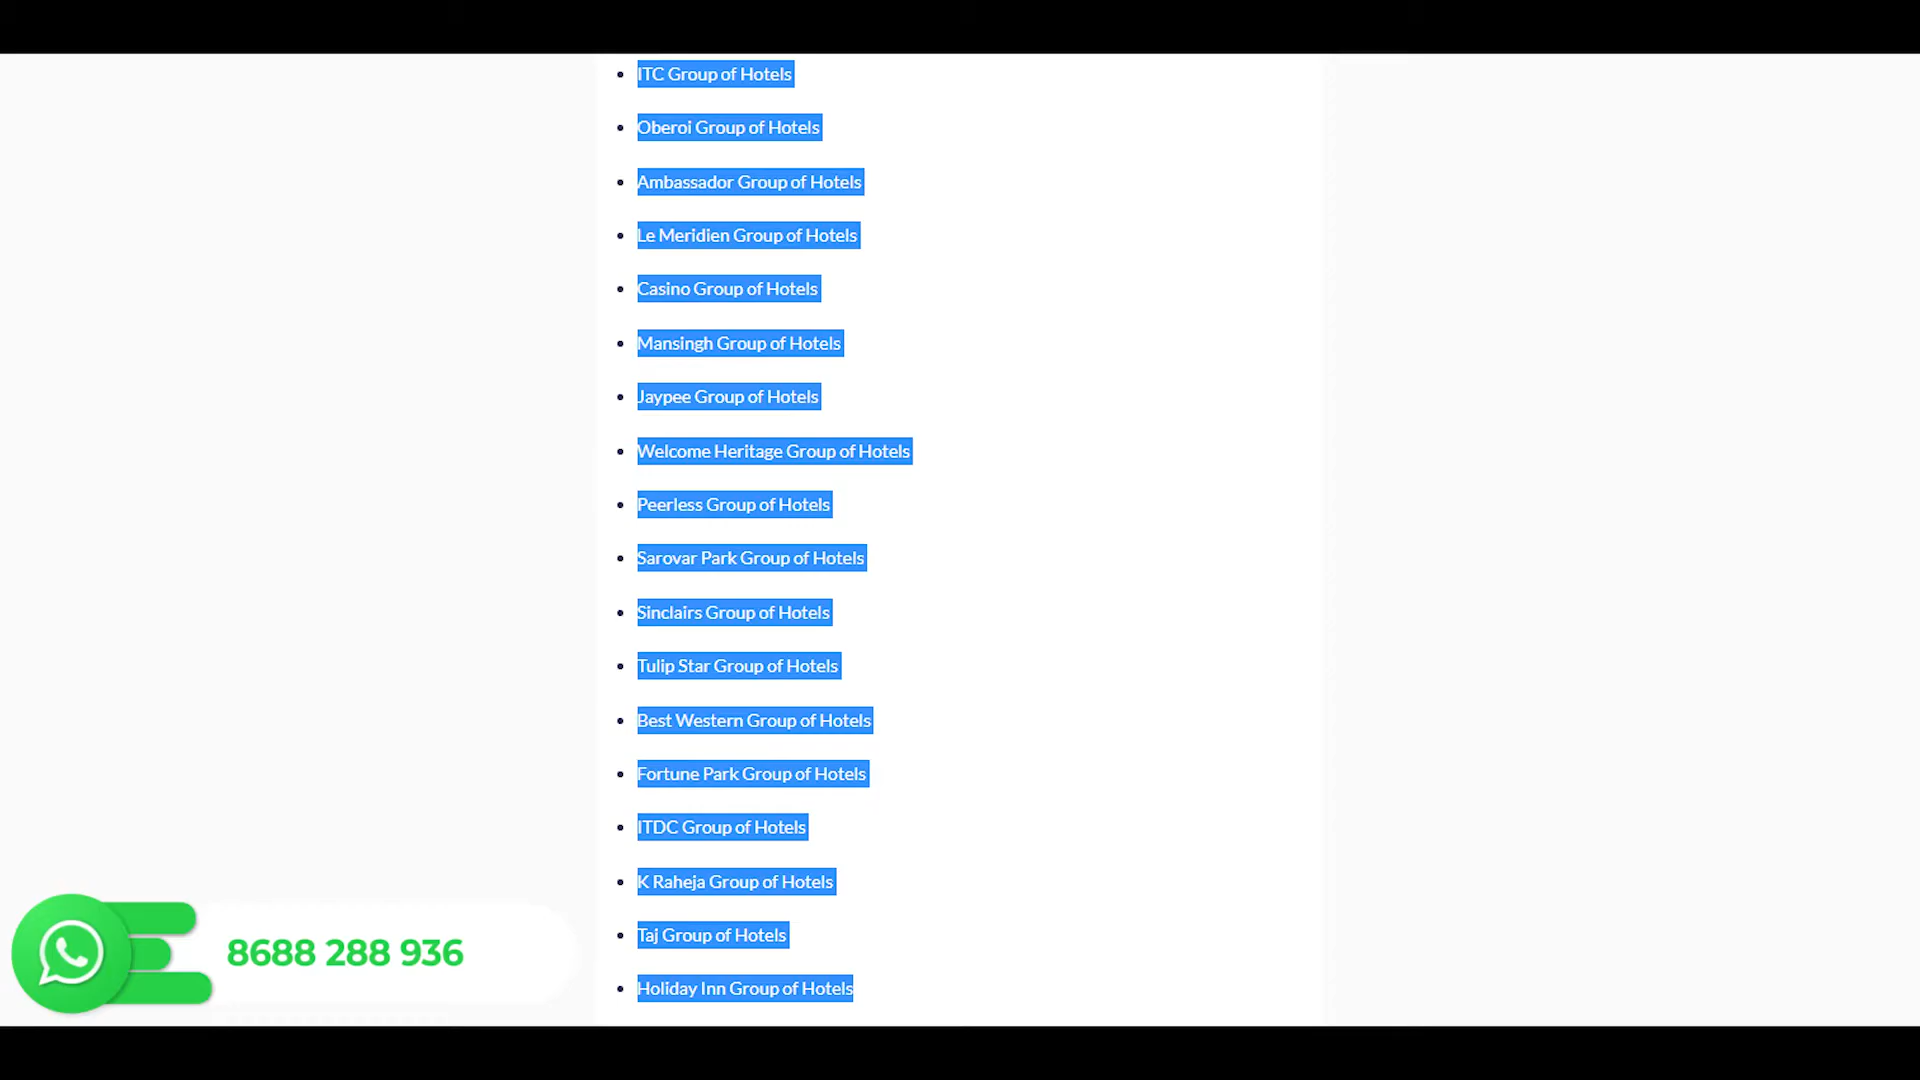 ITC Group of Hotels
Oberoi Group of Hotels
Ambassador Group of Hotels
Le Meridien Group of Hotels
Casino Group of Hotels
Mansingh Group of Hotels
Jaypee Group of Hotels
Welcome Heritage Group of Hotels
Peerless Group of Hotels
Sarovar Park Group of Hotels
Sinclairs Group of Hotels
Tulip Star Group of Hotels
Best Western Group of Hotels
Fortune Park Group of Hotels
ITDC Group of Hotels
K Raheja Group of Hotels
Taj Group of Hotels
Holiday Inn Group of Hotels
8688 288 936